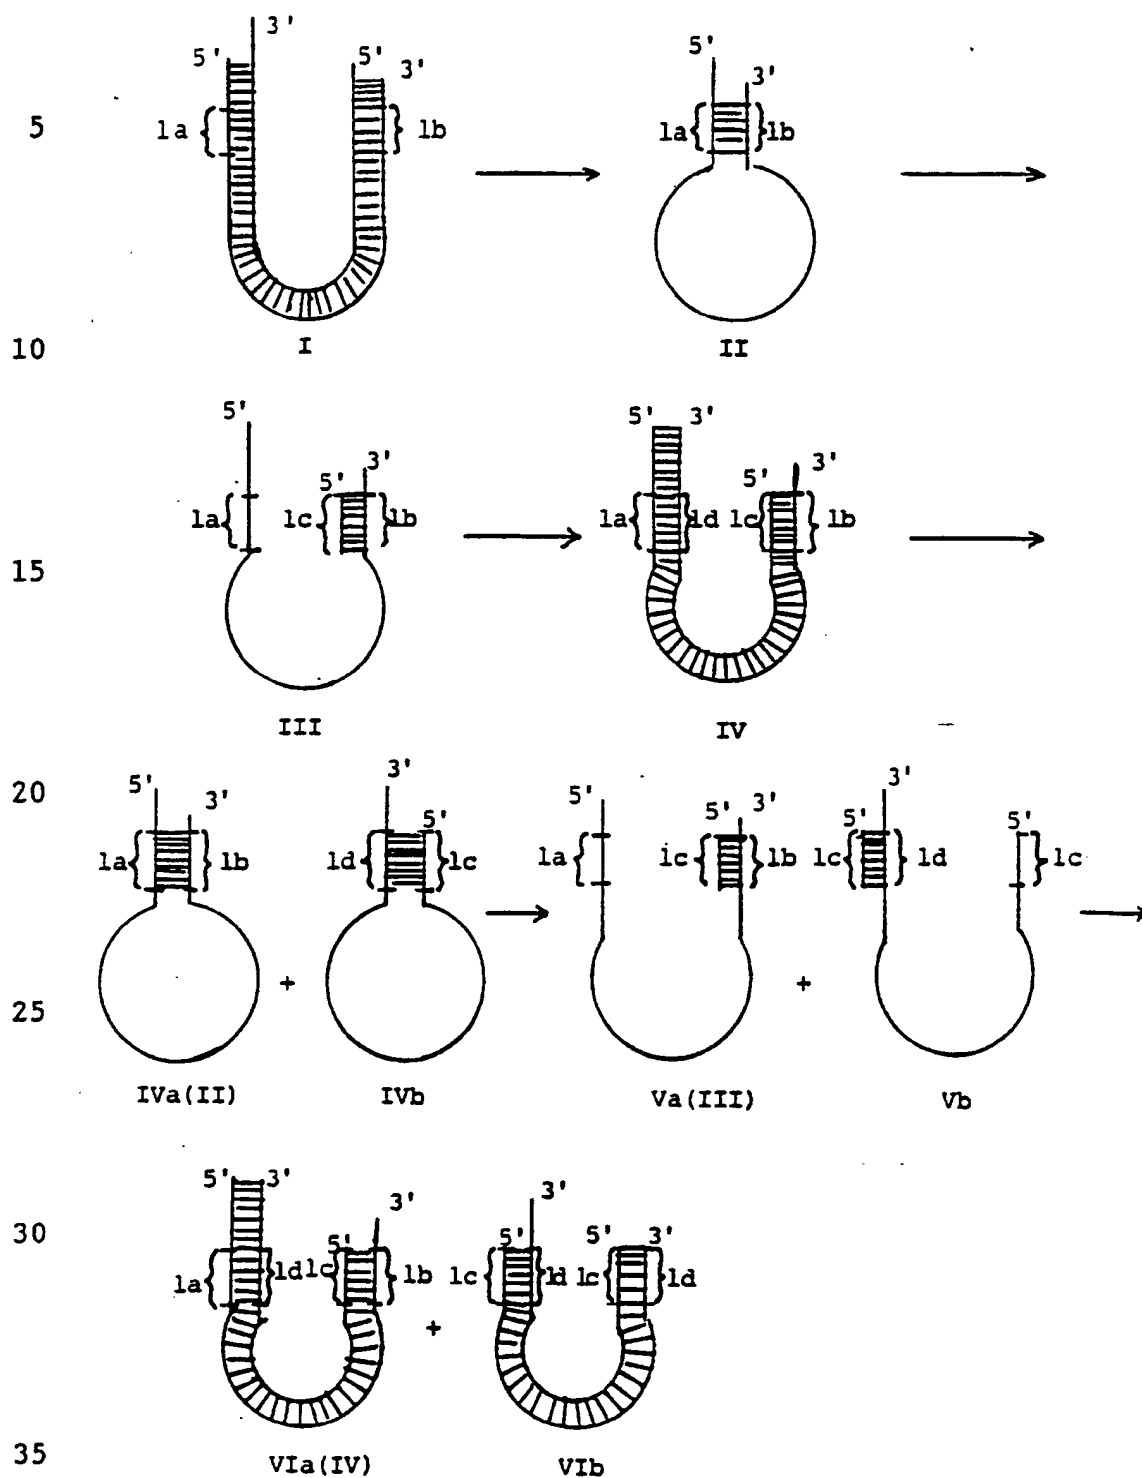 3'
5' 5' 3'
5'
3'
5 1a 1b 1a 1b
10 I II
5' 5' 3'
3' 3'
5' 5'
1a 1c 1b 1a 1d 1c 1b
15
III IV
20 5' 3' 3' 5' 5' 3' 3' 5'
1a 1b 1d 1c 1a 1c 1b 1c 1d 1c
25 + +
IVa(II) IVb Va(III) Vb
5' 3' 3' 3'
30 5' 5' 5' 3'
1a 1d 1c 1b 1c 1d 1c 1d
+
35 VIa(IV) VIb